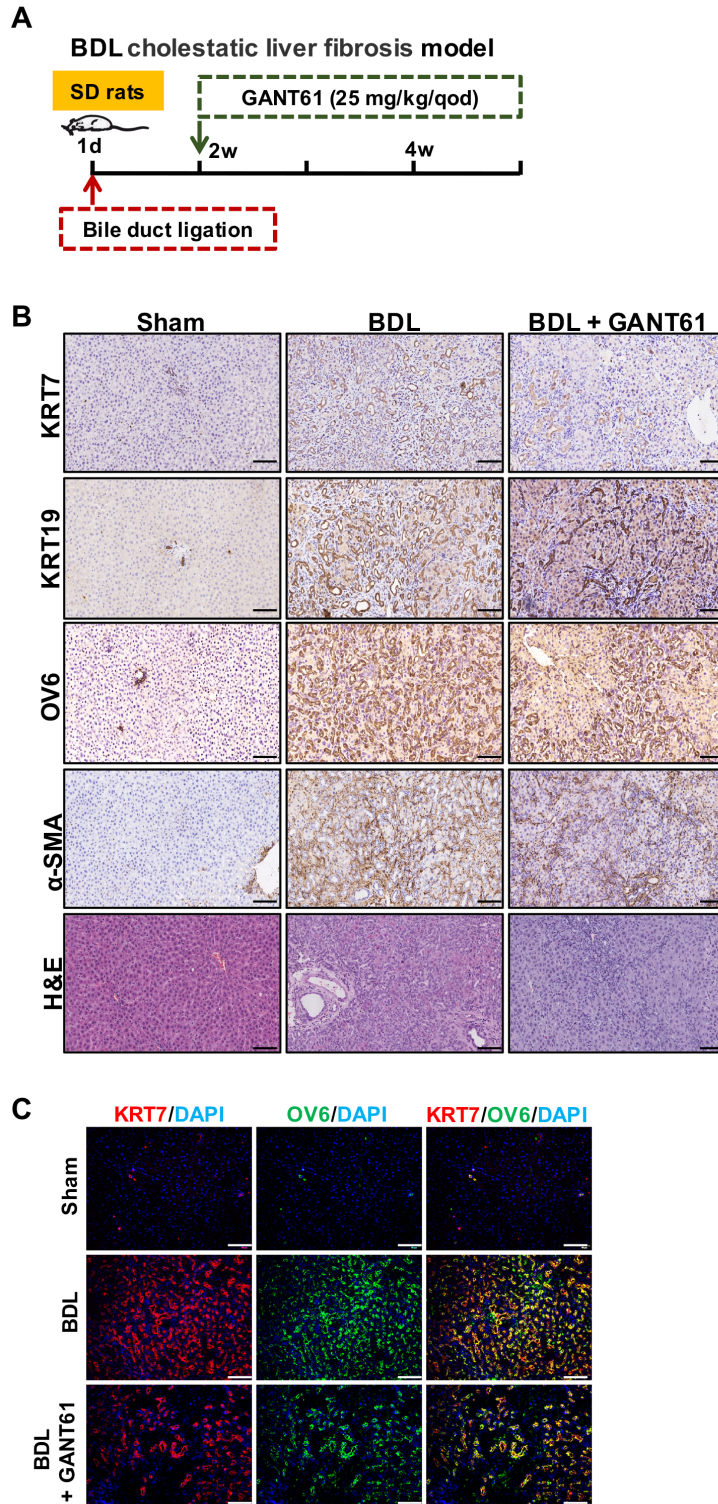 A
BDL cholestatic liver fibrosis model
SD rats
GANT61 (25 mg/kg/qod)
1d
2w
4w
Bile duct ligation
B
Sham
BDL
BDL + GANT61
KRT7
KRT19
OV6
α-SMA
H&E
C
KRT7/DAPI
OV6/DAPI
KRT7/OV6/DAPI
Sham
BDL
BDL
+ GANT61